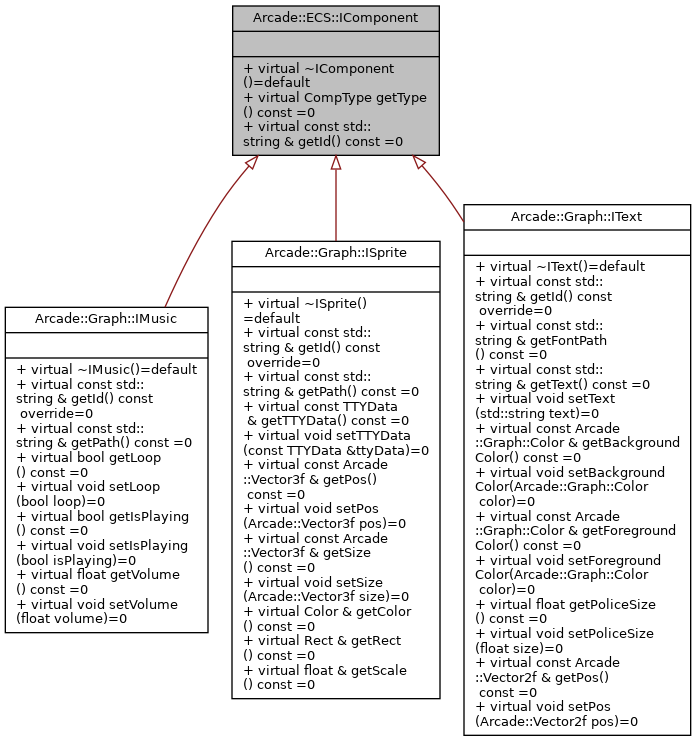 Arcade::ECS::IComponent
+ virtual ~IComponent
()=default
+ virtual CompType getType
() const =0
+ virtual const std::
string & getId() const =0
Arcade::Graph::IMusic
+ virtual ~IMusic()=default
+ virtual const std::
string & getId() const
override=0
+ virtual const std::
string & getPath() const =0
+ virtual bool getLoop
() const =0
+ virtual void setLoop
(bool loop)=0
+ virtual bool getIsPlaying
() const =0
+ virtual void setIsPlaying
(bool isPlaying)=0
+ virtual float getVolume
() const =0
+ virtual void setVolume
(float volume)=0
Arcade::Graph::ISprite
+ virtual ~ISprite()
=default
+ virtual const std::
string & getId() const
override=0
+ virtual const std::
string & getPath() const =0
+ virtual const TTYData
& getTTYData() const =0
+ virtual void setTTYData
(const TTYData &ttyData)=0
+ virtual const Arcade
::Vector3f & getPos()
const =0
+ virtual void setPos
(Arcade::Vector3f pos)=0
+ virtual const Arcade
::Vector3f & getSize
() const =0
+ virtual void setSize
(Arcade::Vector3f size)=0
+ virtual Color & getColor
() const =0
+ virtual Rect & getRect
() const =0
+ virtual float & getScale
() const =0
Arcade::Graph::IText
+ virtual ~IText()=default
+ virtual const std::
string & getId() const
override=0
+ virtual const std::
string & getFontPath
() const =0
+ virtual const std::
string & getText() const =0
+ virtual void setText
(std::string text)=0
+ virtual const Arcade
::Graph::Color & getBackground
Color() const =0
+ virtual void setBackground
Color(Arcade::Graph::Color
color)=0
+ virtual const Arcade
::Graph::Color & getForeground
Color() const =0
+ virtual void setForeground
Color(Arcade::Graph::Color
color)=0
+ virtual float getPoliceSize
() const =0
+ virtual void setPoliceSize
(float size)=0
+ virtual const Arcade
::Vector2f & getPos()
const =0
+ virtual void setPos
(Arcade::Vector2f pos)=0